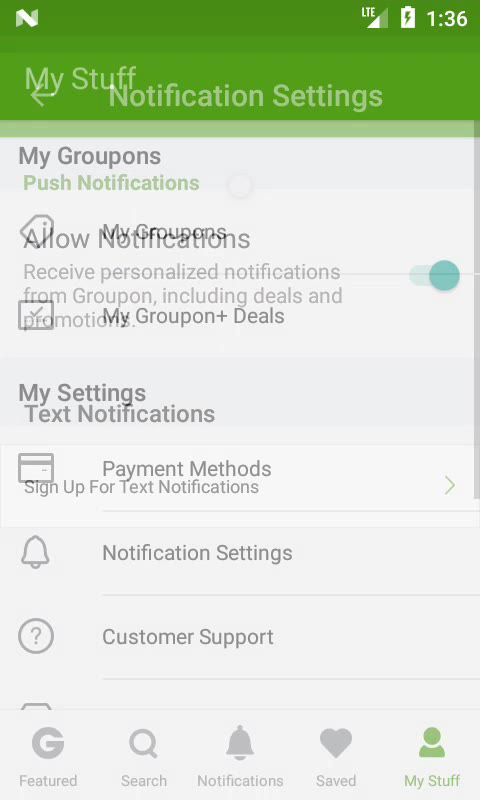 LTE 1:36
My Stuff
Notification Settings
My Groupons
Push Notifications
My Groupons
Allow Notifications
Receive personalized notifications
from Groupon, including deals and
promotions.
My Groupon+ Deals
My Settings
Text Notifications
Payment Methods
Sign Up For Text Notifications
Notification Settings
Customer Support
Featured Search Notifications Saved My Stuff